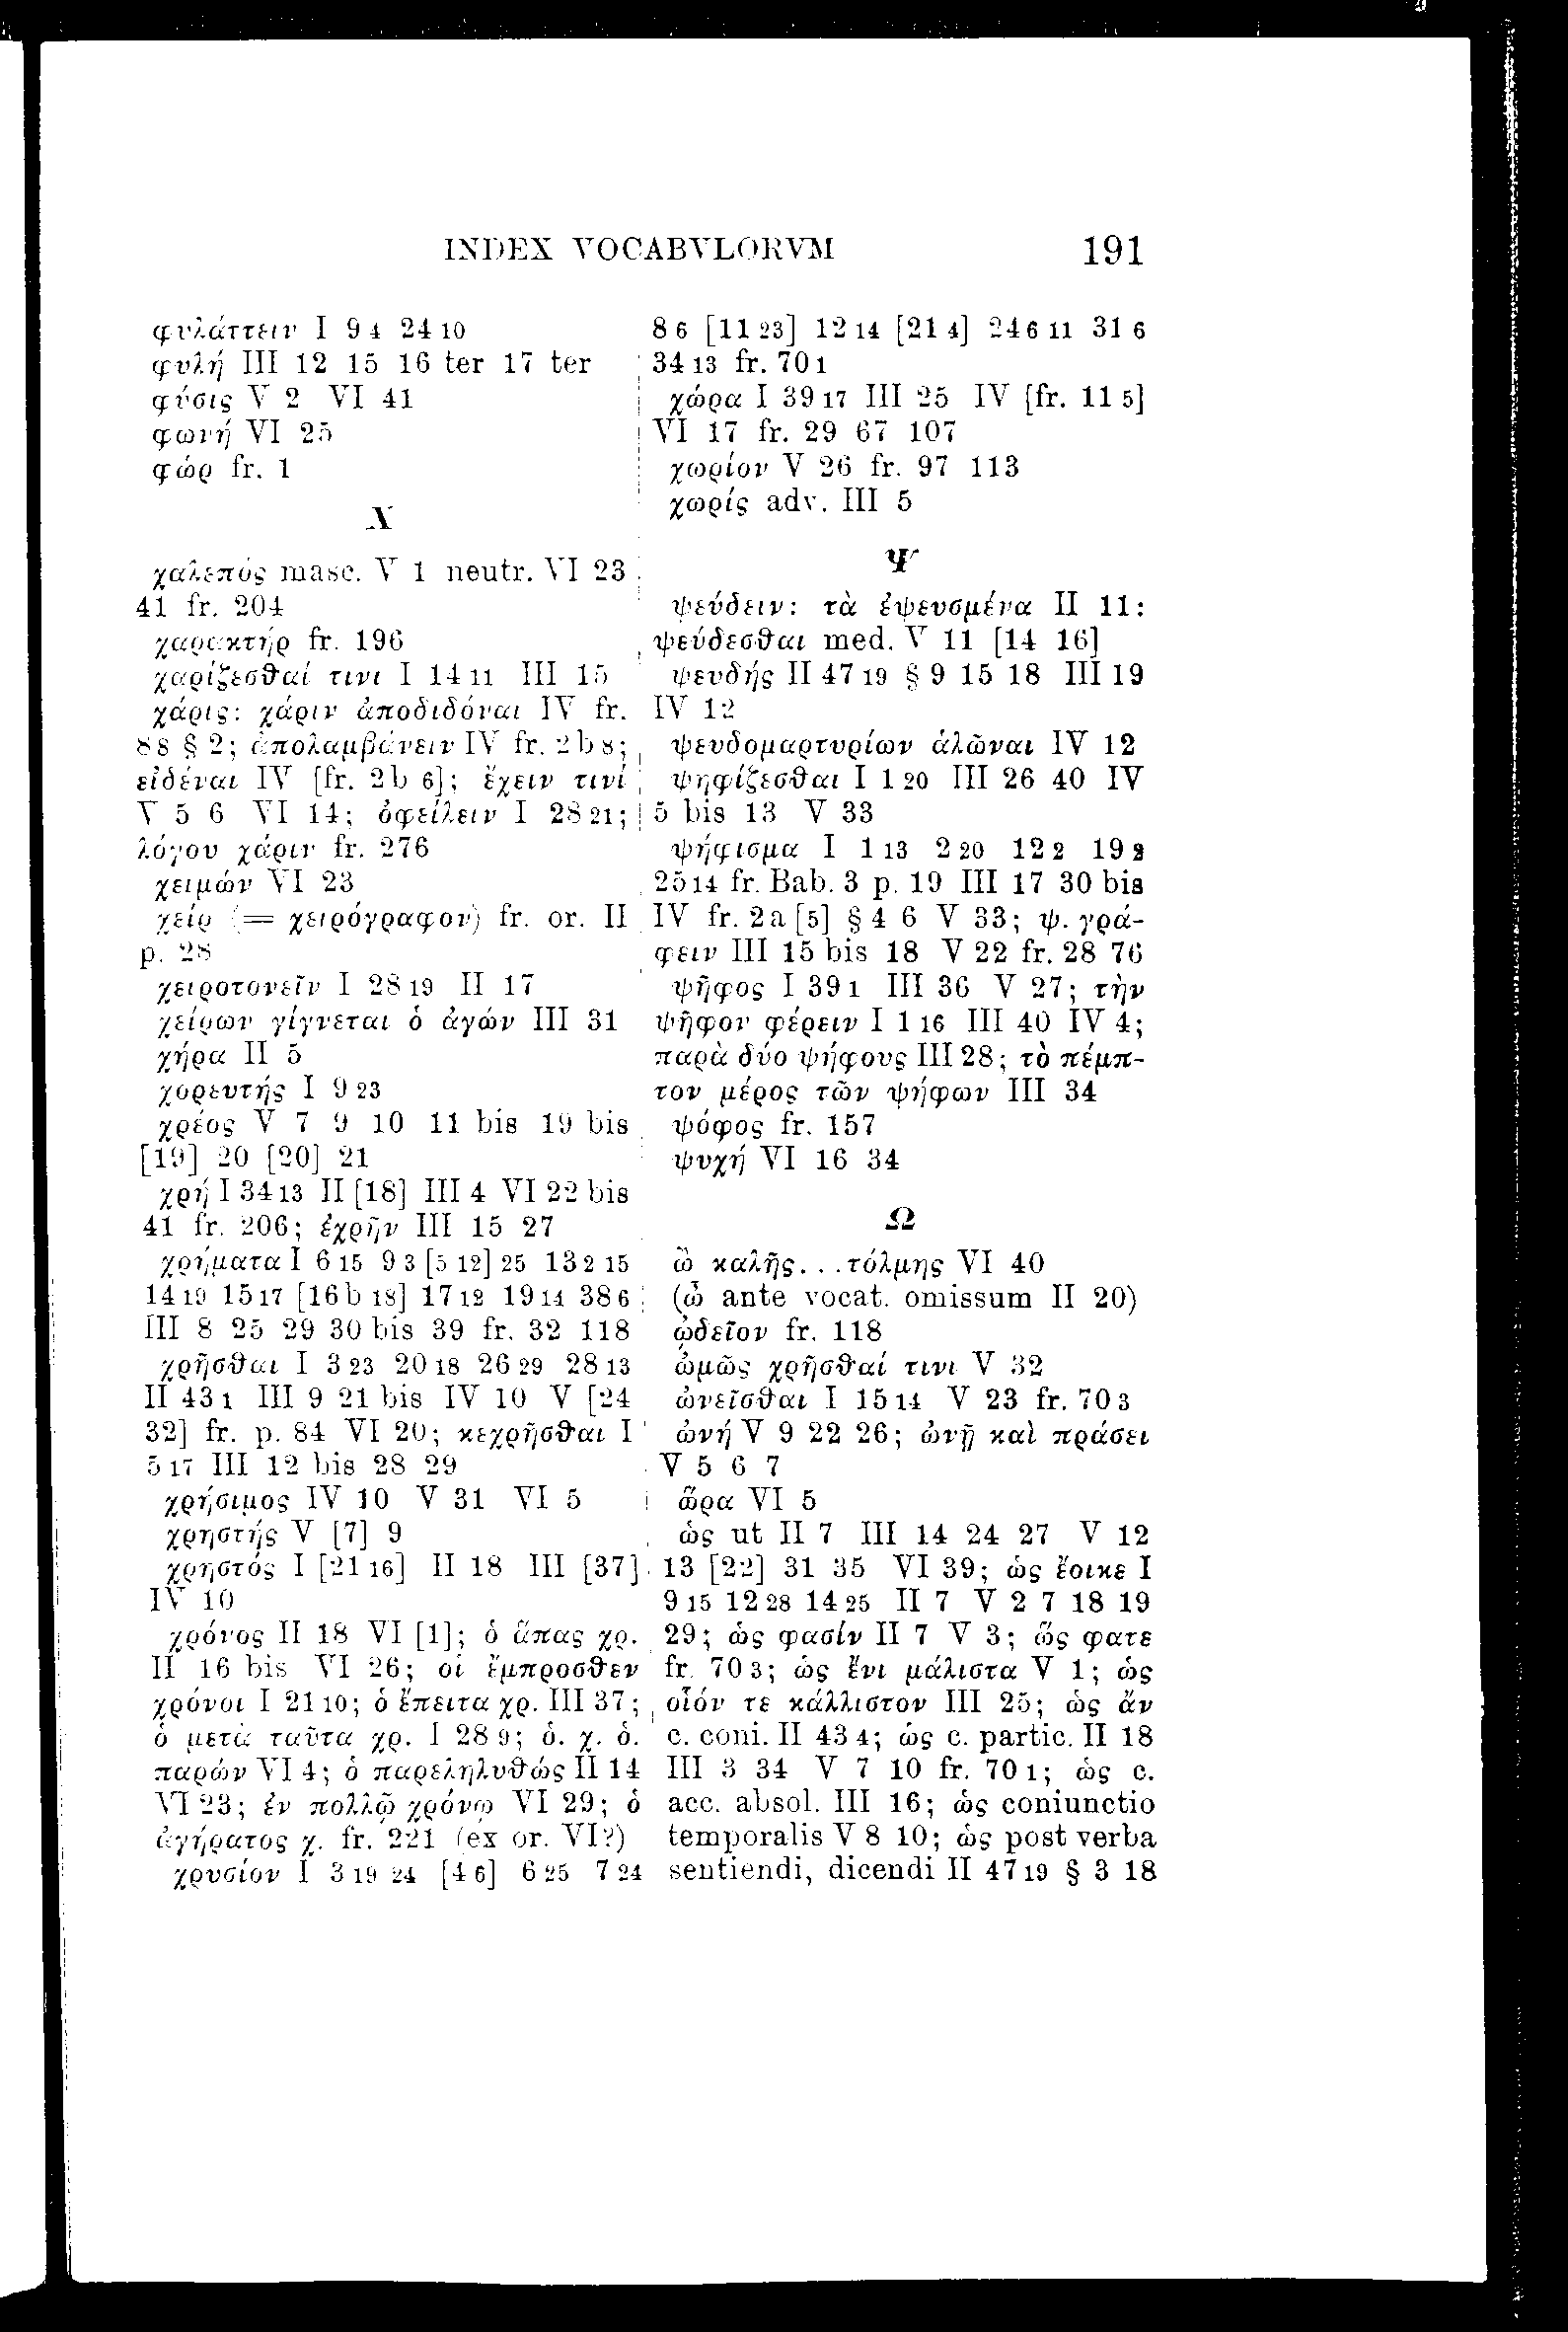 INDEX VOCABVLORVM 191
φυλάττειν I 9 4 24 10
φυλή III 12 15 16 ter 17 ter
φύσις V 2 VI 41
φωνή VI 25
φώρ fr. 1
Χ
χαλεπός masc. V 1 neutr. VI 23
41 fr. 204
χαρακτήρ fr. 196
χαρίζεσθαί τινι I 14 11 III 15
χάρις: χάριν ἀποδιδόναι IV fr.
88 § 2; ἀπολαμβάνειν IV fr. 2b 8;
εἰδέναι IV [fr. 2b 6]; ἔχειν τινί
V 5 6 VI 14; ὀφείλειν I 28 21;
λόγου χάριν fr. 276
χειμών VI 23
χείρ (= χειρόγραφον) fr. or. II
p. 28
χειροτονεῖν I 28 19 II 17
χείρων γίγνεται ὁ ἀγών III 31
χήρα II 5
χορευτής I 9 23
χρέος V 7 9 10 11 bis 19 bis
[19] 20 [20] 21
χρή I 34 13 II [18] III 4 VI 22 bis
41 fr. 206; ἐχρῆν III 15 27
χρήματα I 6 15 9 3 [5 12] 25 13 2 15
14 19 15 17 [16b 18] 17 12 19 14 38 6
III 8 25 29 30 bis 39 fr. 32 118
χρῆσθαι I 3 23 20 18 26 29 28 13
II 43 1 III 9 21 bis IV 10 V [24
32] fr. p. 84 VI 20; κεχρῆσθαι I
5 17 III 12 bis 28 29
χρήσιμος IV 10 V 31 VI 5
χρηστής V [7] 9
χρηστός I [21 16] II 18 III [37]
IV 10
χρόνος II 18 VI [1]; ὁ ἅπας χρ.
II 16 bis VI 26; οἱ ἔμπροσθεν
χρόνοι I 21 10; ὁ ἔπειτα χρ. III 37;
ὁ μετὰ ταῦτα χρ. I 28 9; ὁ. χ. ὁ.
παρών VI 4; ὁ παρεληλυθώς II 14
VI 23; ἐν πολλῷ χρόνῳ VI 29; ὁ
ἀγήρατος χ. fr. 221 (ex or. VI?)
χρυσίον I 3 19 24 [4 6] 6 25 7 24
8 6 [11 23] 12 14 [21 4] 24 6 11 31 6
34 13 fr. 70 1
χώρα I 39 17 III 25 IV [fr. 11 5]
VI 17 fr. 29 67 107
χωρίον V 26 fr. 97 113
χωρίς adv. III 5
Ψ
ψεύδειν: τὰ ἐψευσμένα II 11:
ψεύδεσθαι med. V 11 [14 16]
ψευδής II 47 19 § 9 15 18 III 19
IV 12
ψευδομαρτυρίων ἁλῶναι IV 12
ψηφίζεσθαι I 1 20 III 26 40 IV
5 bis 13 V 33
ψήφισμα I 1 13 2 20 12 2 19 2
25 14 fr. Bab. 3 p. 19 III 17 30 bis
IV fr. 2a [5] § 4 6 V 33; ψ. γρά-
φειν III 15 bis 18 V 22 fr. 28 76
ψῆφος I 39 1 III 36 V 27; τὴν
ψῆφον φέρειν I 1 16 III 40 IV 4;
παρὰ δύο ψήφους III 28; τὸ πέμπ-
τον μέρος τῶν ψήφων III 34
ψόφος fr. 157
ψυχή VI 16 34
Ω
ὢ καλῆς...τόλμης VI 40
(ὦ ante vocat. omissum II 20)
ᾠδεῖον fr. 118
ὠμῶς χρῆσθαί τινι V 32
ὠνεῖσθαι I 15 14 V 23 fr. 70 3
ὠνή V 9 22 26; ὠνῇ καὶ πράσει
V 5 6 7
ὥρα VI 5
ὡς ut II 7 III 14 24 27 V 12
13 [22] 31 35 VI 39; ὡς ἔοικε I
9 15 12 28 14 25 II 7 V 2 7 18 19
29; ὡς φασίν II 7 V 3; ὥς φατε
fr. 70 3; ὡς ἔνι μάλιστα V 1; ὡς
οἷόν τε κάλλιστον III 25; ὡς ἄν
c. coni. II 43 4; ὡς c. partic. II 18
III 3 34 V 7 10 fr. 70 1; ὡς c.
acc. absol. III 16; ὡς coniunctio
temporalis V 8 10; ὡς post verba
sentiendi, dicendi II 47 19 § 3 18